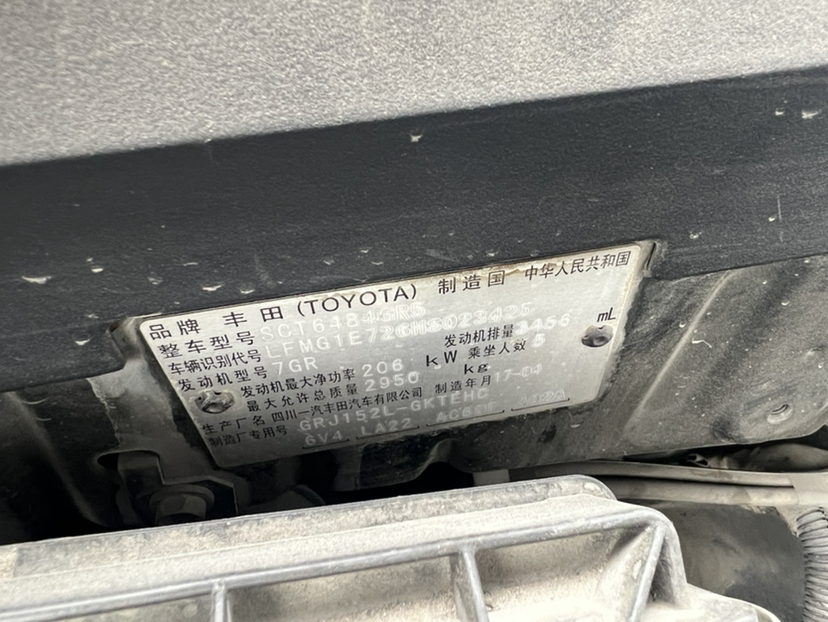 品牌 丰田(TOYOTA) 制造国 中华人民共和国
整车型号
车辆识别代号
发动机型号 7GR 发动机排量 3456 mL
发动机最大净功率 206 kW 乘坐人数 5
最大允许总质量 2950 kg
生产厂名 四川一汽丰田汽车有限公司 制造年月 17-04
制造厂专用号 GRJ152L-GKTEHC
GV4 LA22